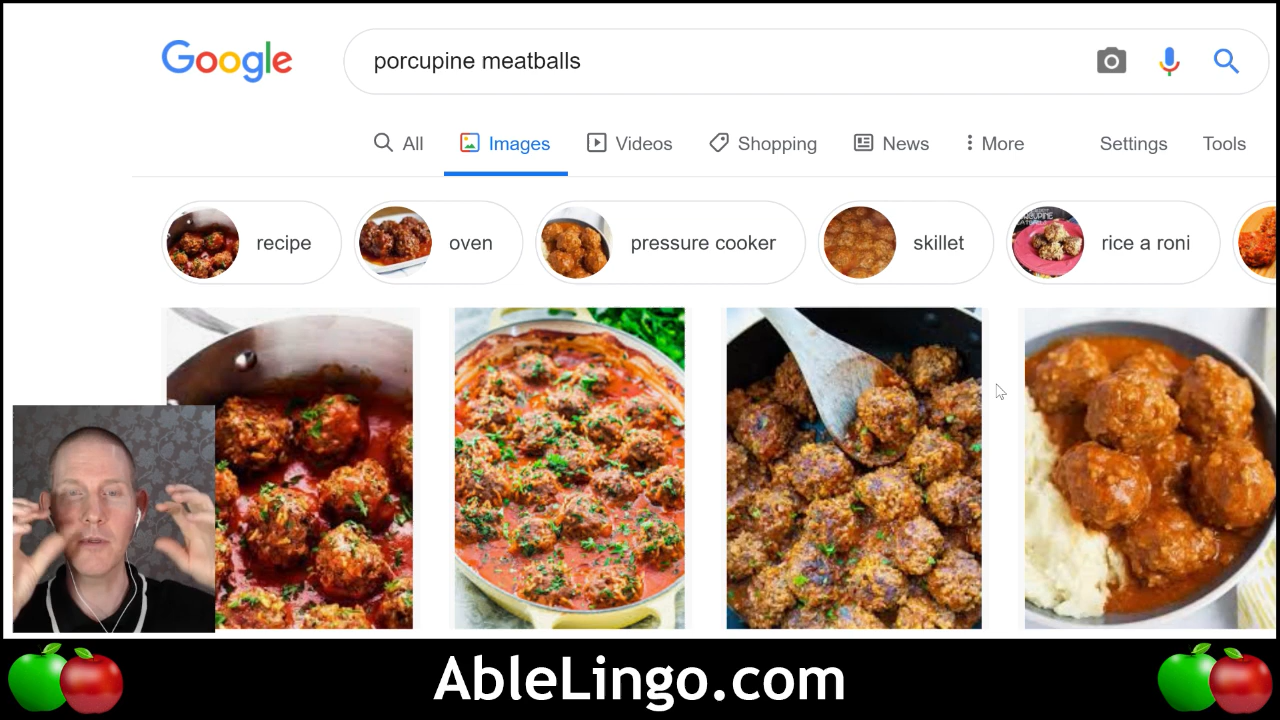 Google
porcupine meatballs
All Images Videos Shopping News More Settings Tools
recipe oven pressure cooker skillet rice a roni
AbleLingo.com